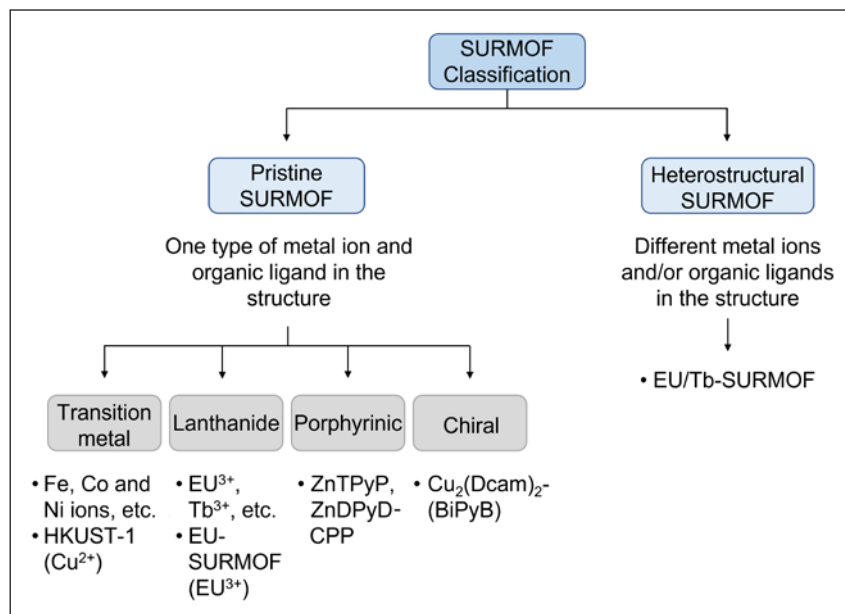 SURMOF
Classification
Pristine
SURMOF
Heterostructural
SURMOF
One type of metal ion and
organic ligand in the
structure
Different metal ions
and/or organic ligands
in the structure
• EU/Tb-SURMOF
Transition
metal
Lanthanide
Porphyrinic
Chiral
• Fe, Co and
Ni ions, etc.
• HKUST-1
(Cu²⁺)
• EU³⁺,
Tb³⁺, etc.
• EU-
SURMOF
(EU³⁺)
• ZnTPyP,
ZnDPyD-
CPP
• Cu₂(Dcam)₂-
(BiPyB)